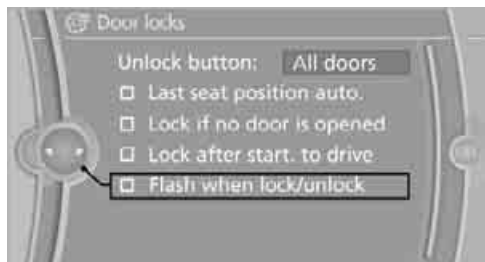 Door locks
Unlock button: All doors
Last seat position auto.
Lock if no door is opened
Lock after start. to drive
Flash when lock/unlock